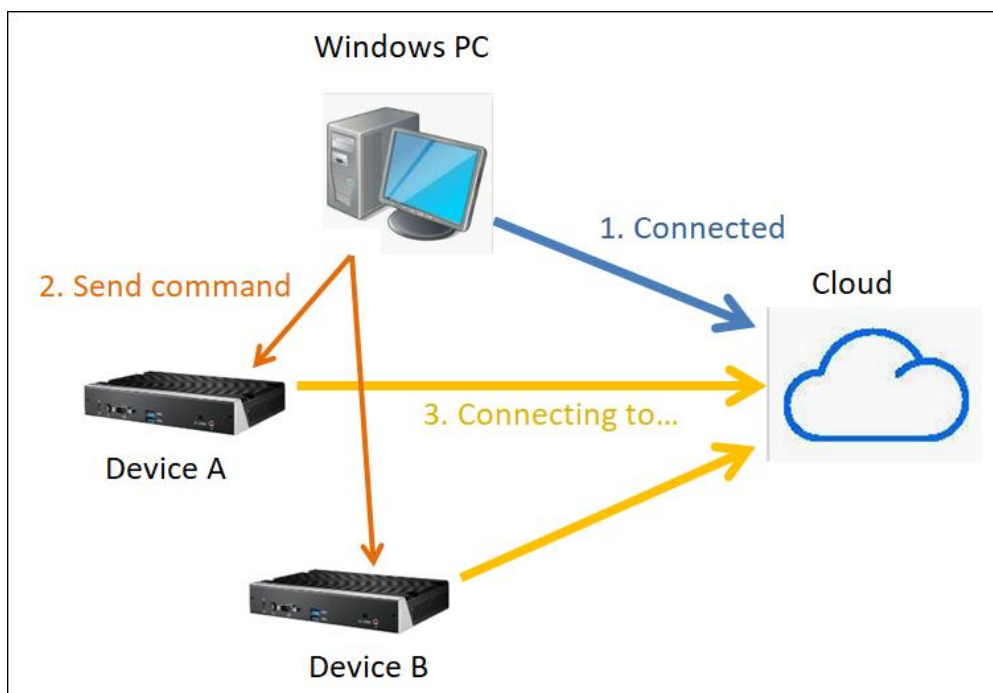 Windows PC
1. Connected
2. Send command
Cloud
3. Connecting to...
Device A
Device B